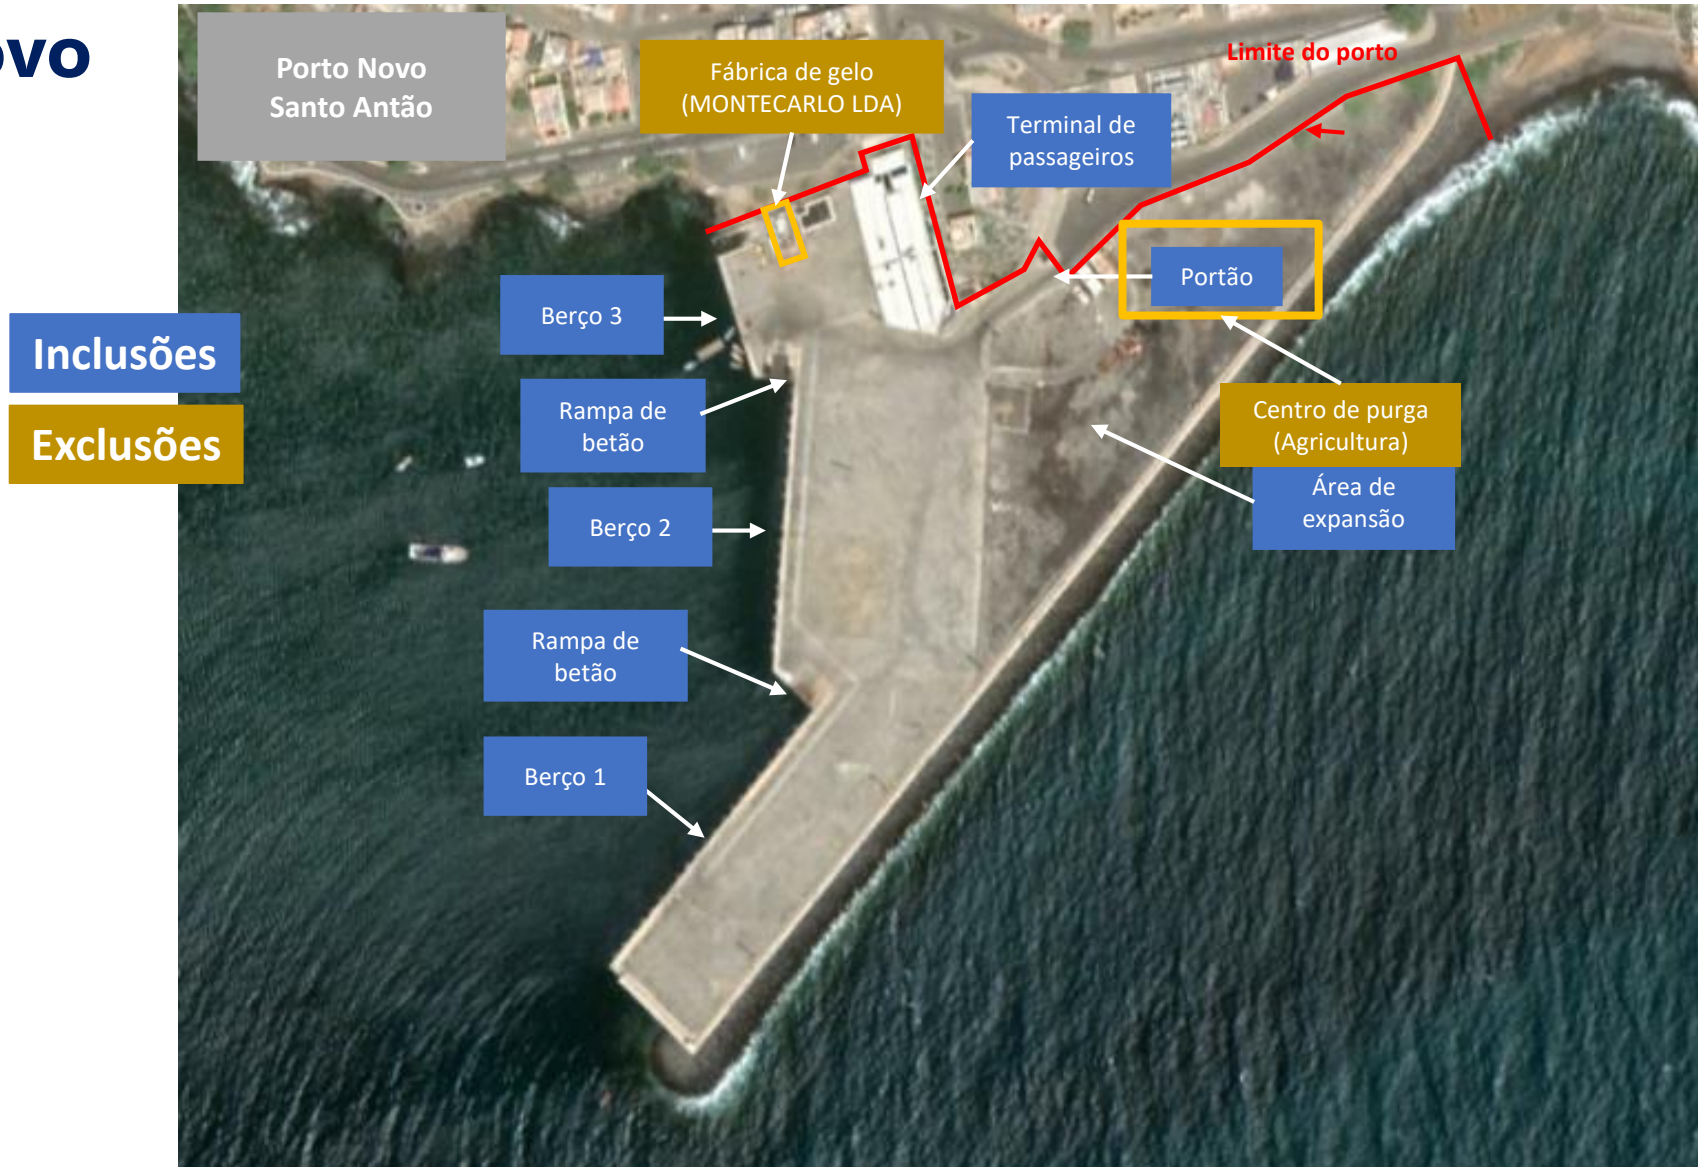 ovo
Porto Novo
Santo Antão
Fábrica de gelo
(MONTECARLO LDA)
Limite do porto
Terminal de
passageiros
Portão
Berço 3
Inclusões
Exclusões
Rampa de
betão
Centro de purga
(Agricultura)
Área de
expansão
Berço 2
Rampa de
betão
Berço 1